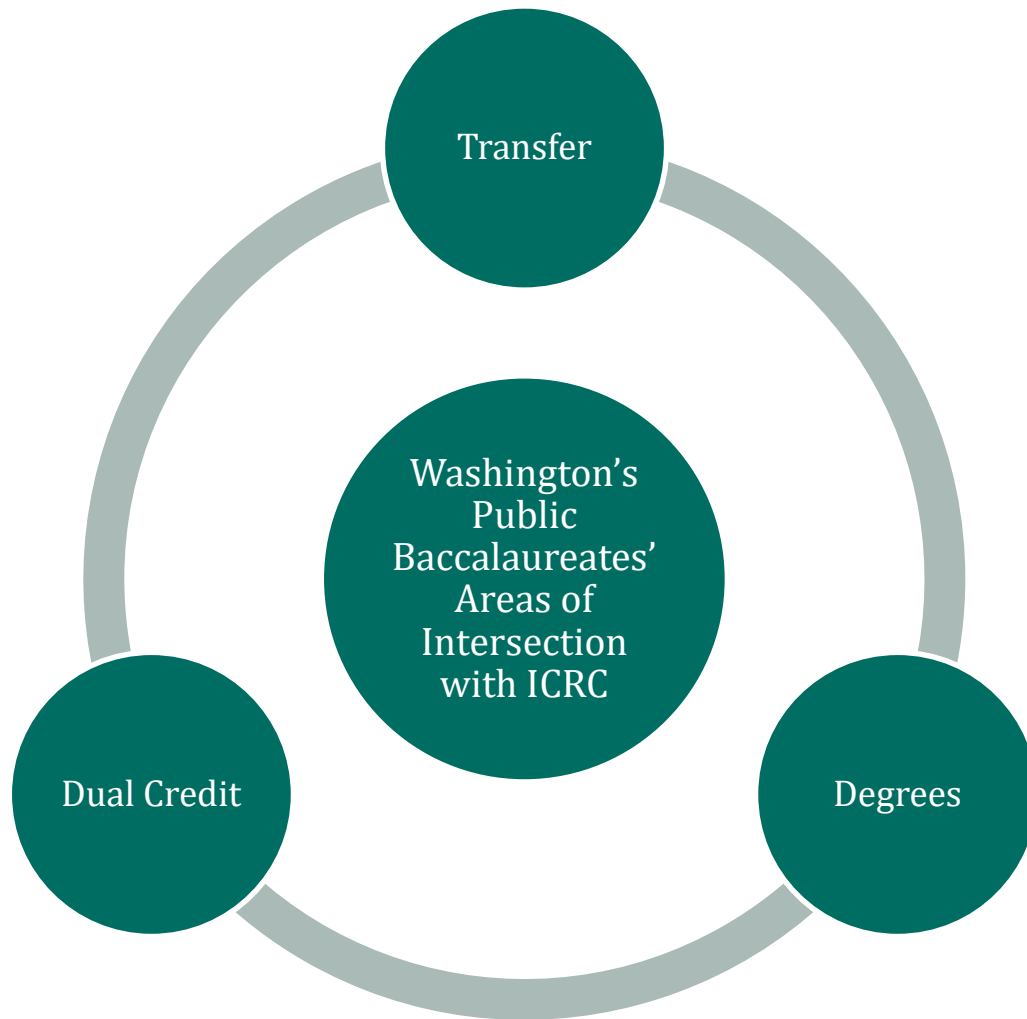 Transfer
Washington’s
Public
Baccalaureates’
Areas of
Intersection
with ICRC
Dual Credit
Degrees